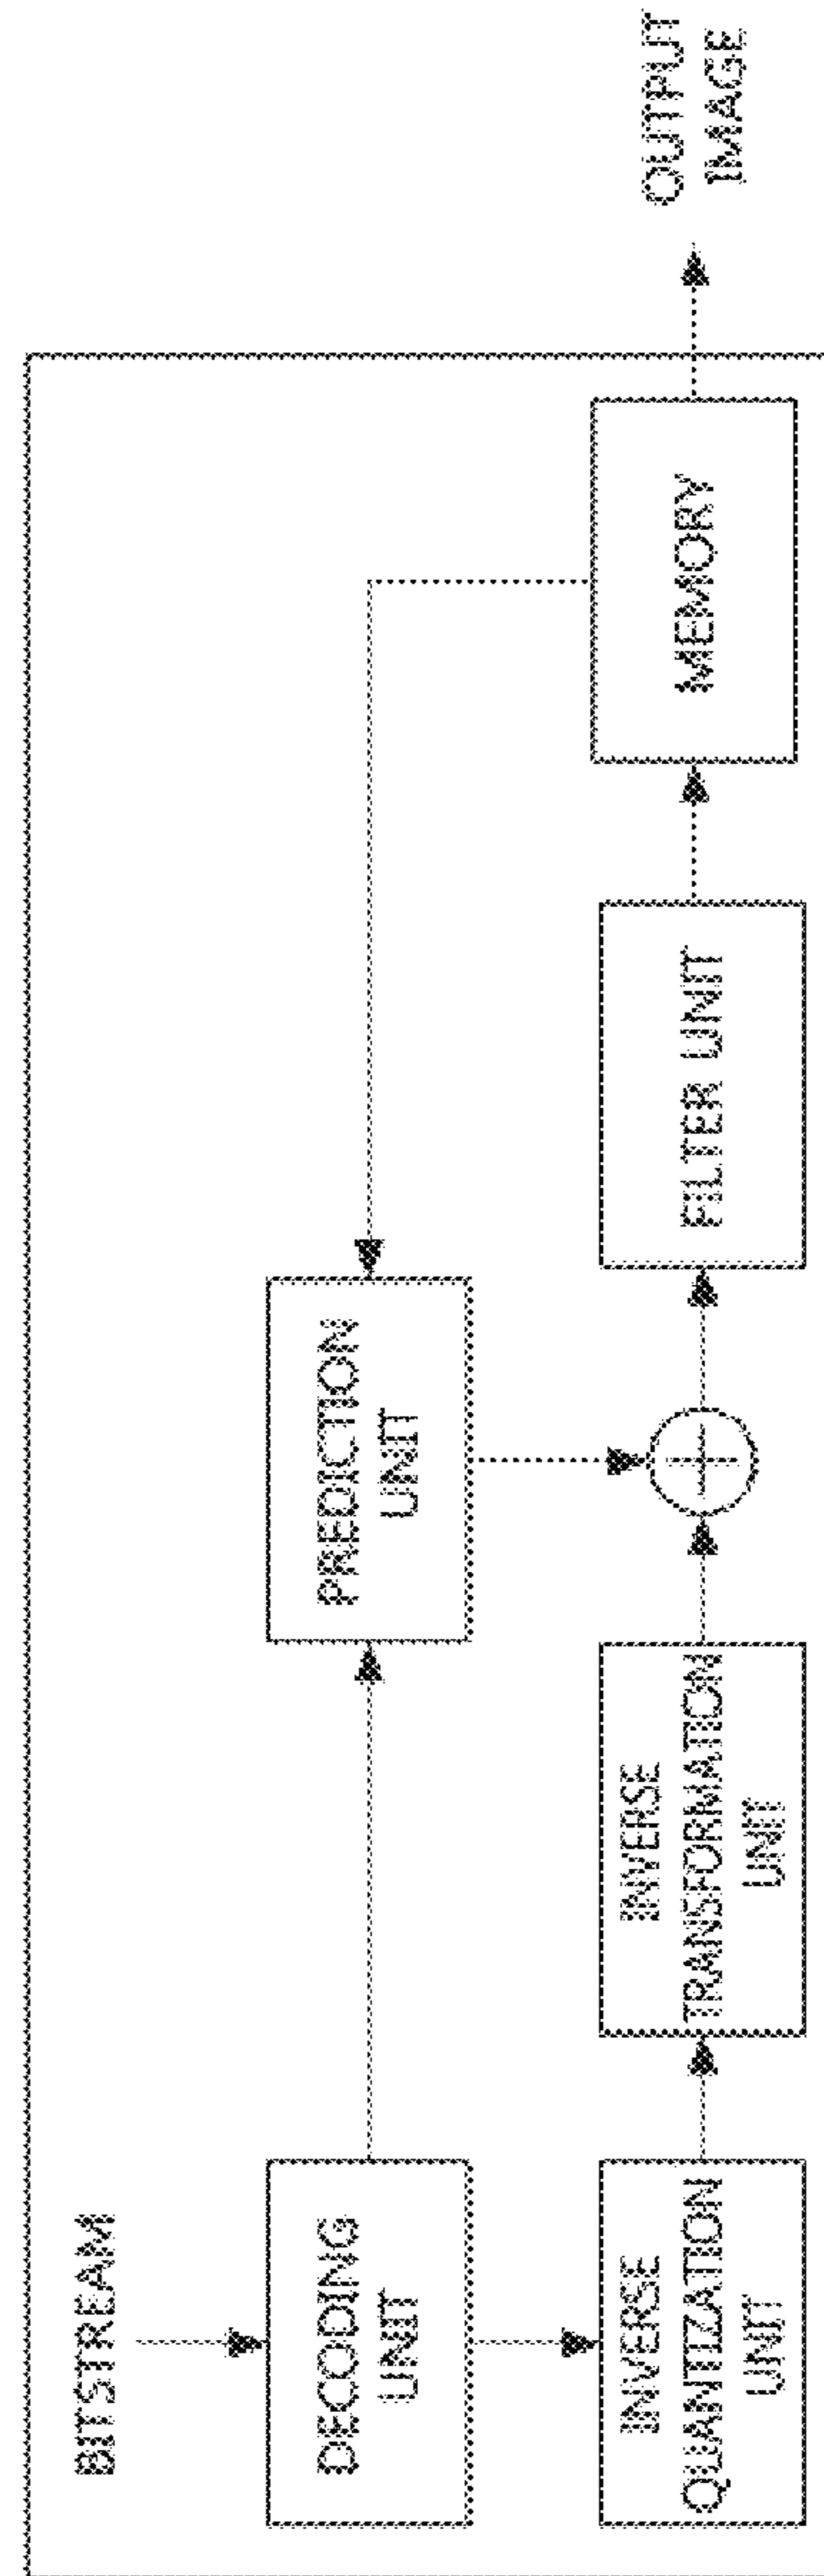 BITSTREAM
DECODING
UNIT
PREDICTION
UNIT
INVERSE
QUANTIZATION
UNIT
INVERSE
TRANSFORMATION
UNIT
FILTER UNIT
MEMORY
OUTPUT
IMAGE